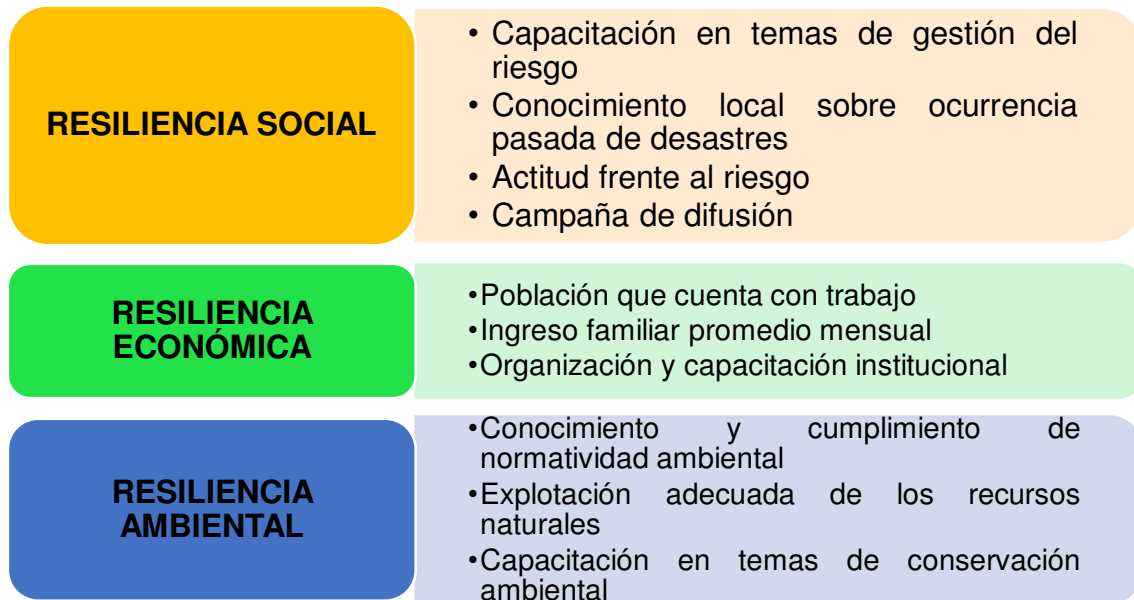 RESILIENCIA SOCIAL
• Capacitación en temas de gestión del
riesgo
• Conocimiento local sobre ocurrencia
pasada de desastres
• Actitud frente al riesgo
• Campaña de difusión
RESILIENCIA
ECONÓMICA
•Población que cuenta con trabajo
•Ingreso familiar promedio mensual
•Organización y capacitación institucional
RESILIENCIA
AMBIENTAL
•Conocimiento y cumplimiento de
normatividad ambiental
•Explotación adecuada de los recursos
naturales
•Capacitación en temas de conservación
ambiental